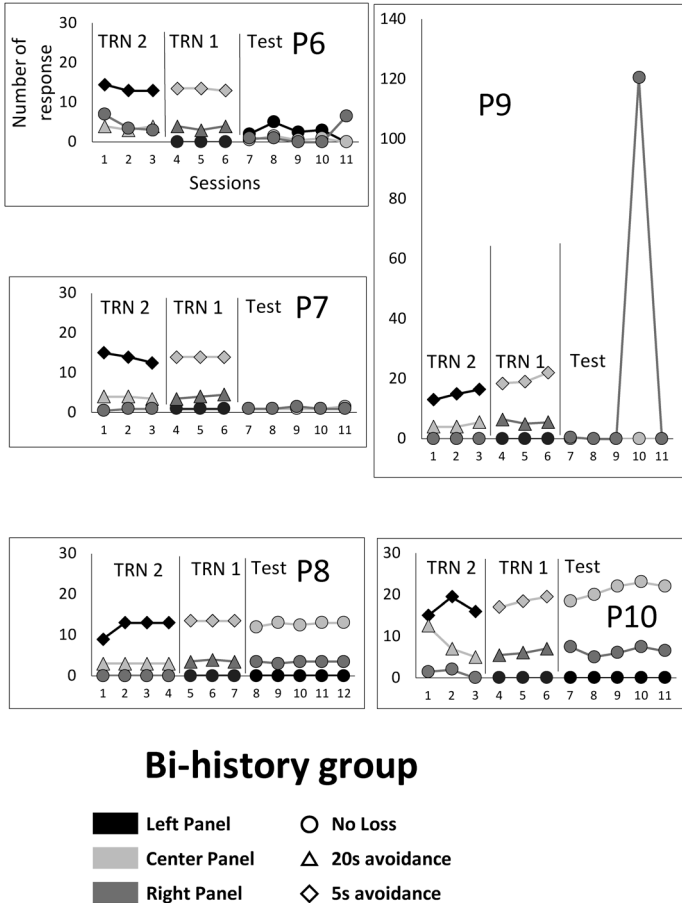 30
20
10
0
Number of
response
TRN 2
TRN 1
Test
P6
1 2 3 4 5 6 7 8 9 10 11
Sessions
140
120
100
80
60
40
20
0
P9
TRN 2
TRN 1
Test
1 2 3 4 5 6 7 8 9 10 11
30
20
10
0
TRN 2
TRN 1
Test
P7
1 2 3 4 5 6 7 8 9 10 11
30
20
10
0
TRN 2
TRN 1
Test
P8
1 2 3 4 5 6 7 8 9 10 11 12
30
20
10
0
TRN 2
TRN 1
Test
P10
1 2 3 4 5 6 7 8 9 10 11
Bi-history group
Left Panel
No Loss
Center Panel
20s avoidance
Right Panel
5s avoidance